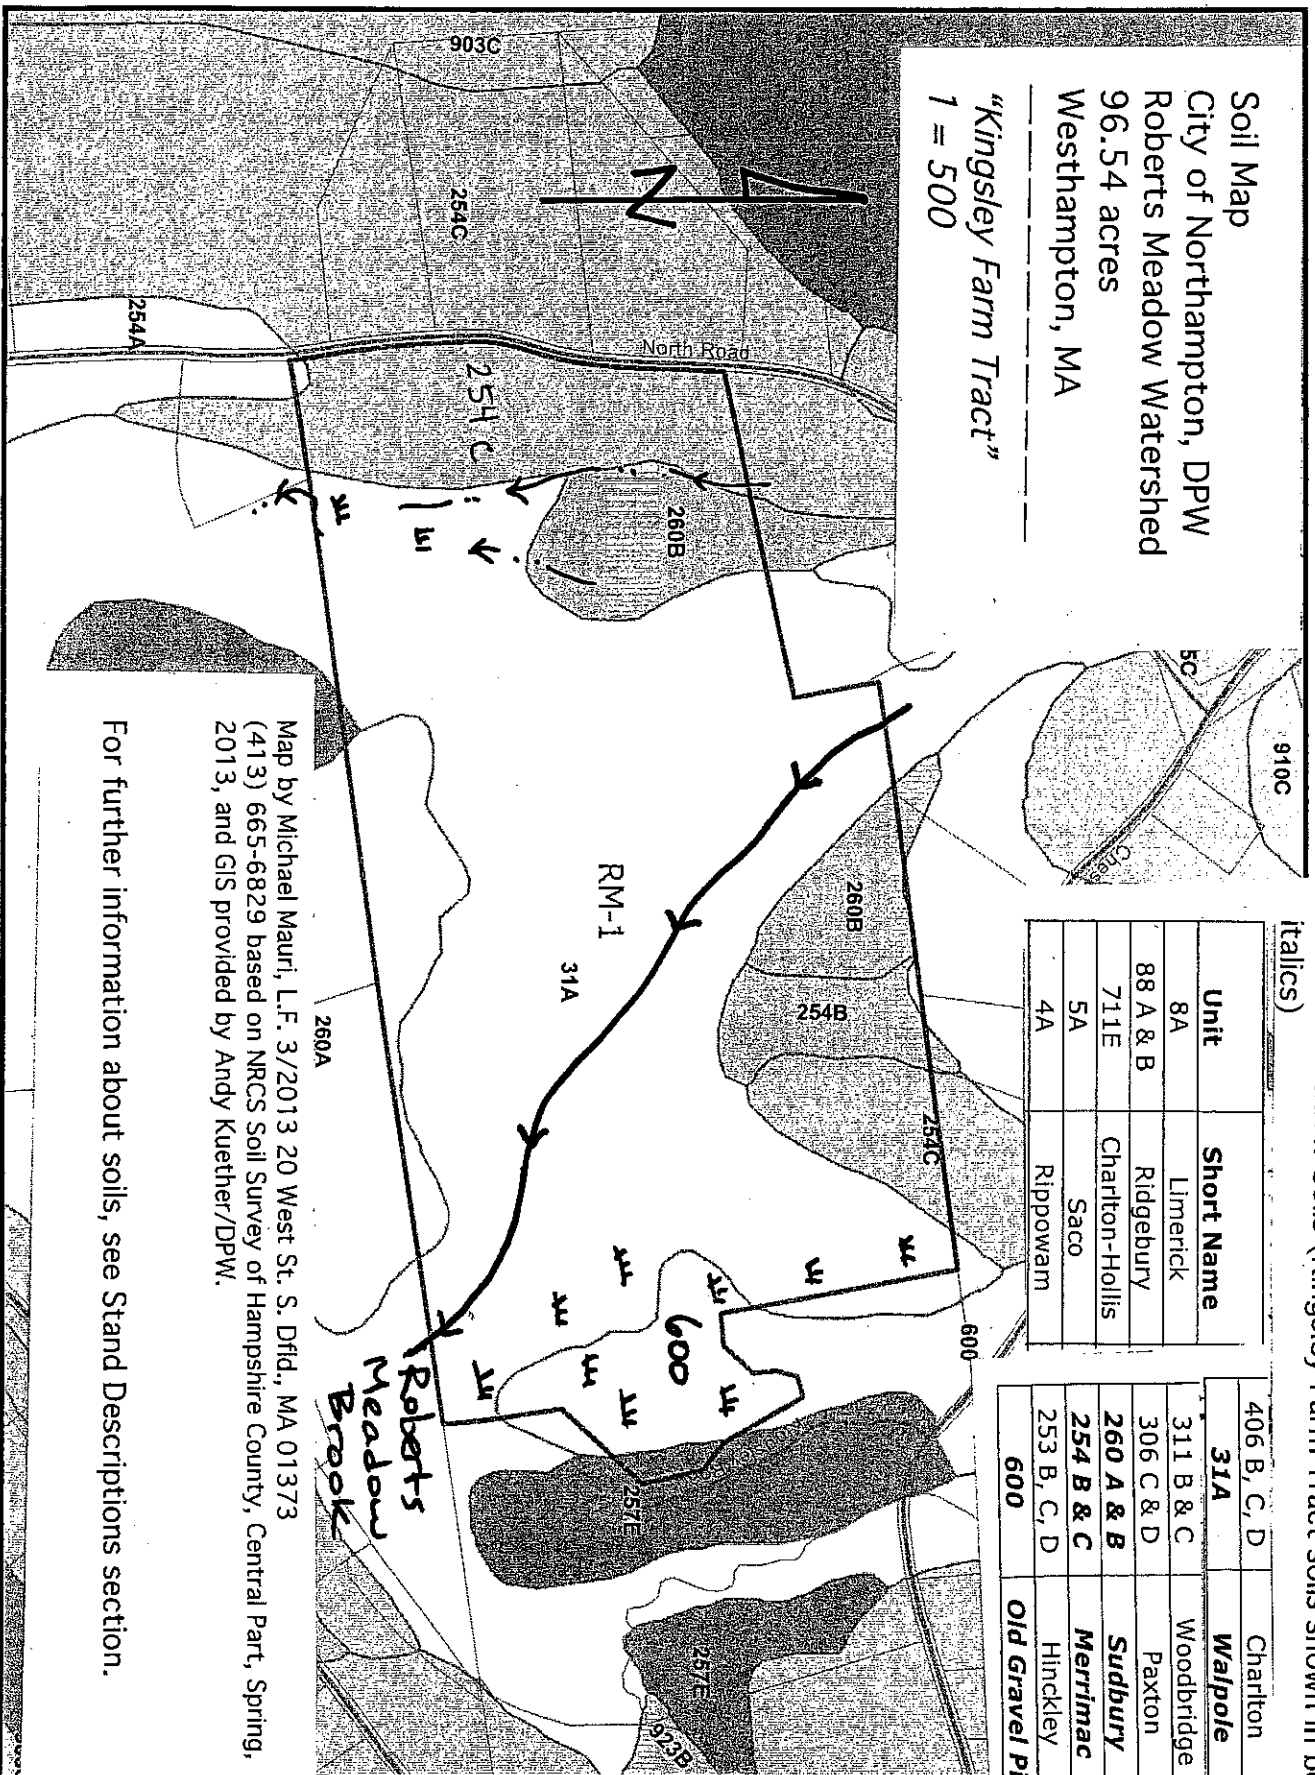 Soil Map
City of Northampton, DPW
Roberts Meadow Watershed
96.54 acres
Westhampton, MA
"Kingsley Farm Tract"
1 = 500
N
italics)
Unit Short Name
8A Limerick
88 A & B Ridgebury
711E Charlton-Hollis
5A Saco
4A Rippowam
406 B, C, D Charlton
31A Walpole
311 B & C Woodbridge
306 C & D Paxton
260 A & B Sudbury
254 B & C Merrimac
253 B, C, D Hinckley
600 Old Gravel
5C
910C
903C
254C
254A
North Road
254 C
260B
260B
254B
254C
600
RM-1
31A
600
257E
257E
923B
260A
Roberts
Meadow
Brook
Map by Michael Mauri, L.F. 3/2013 20 West St. S. Dfld., MA 01373
(413) 665-6829 based on NRCS Soil Survey of Hampshire County, Central Part, Spring,
2013, and GIS provided by Andy Kuether/DPW.
For further information about soils, see Stand Descriptions section.